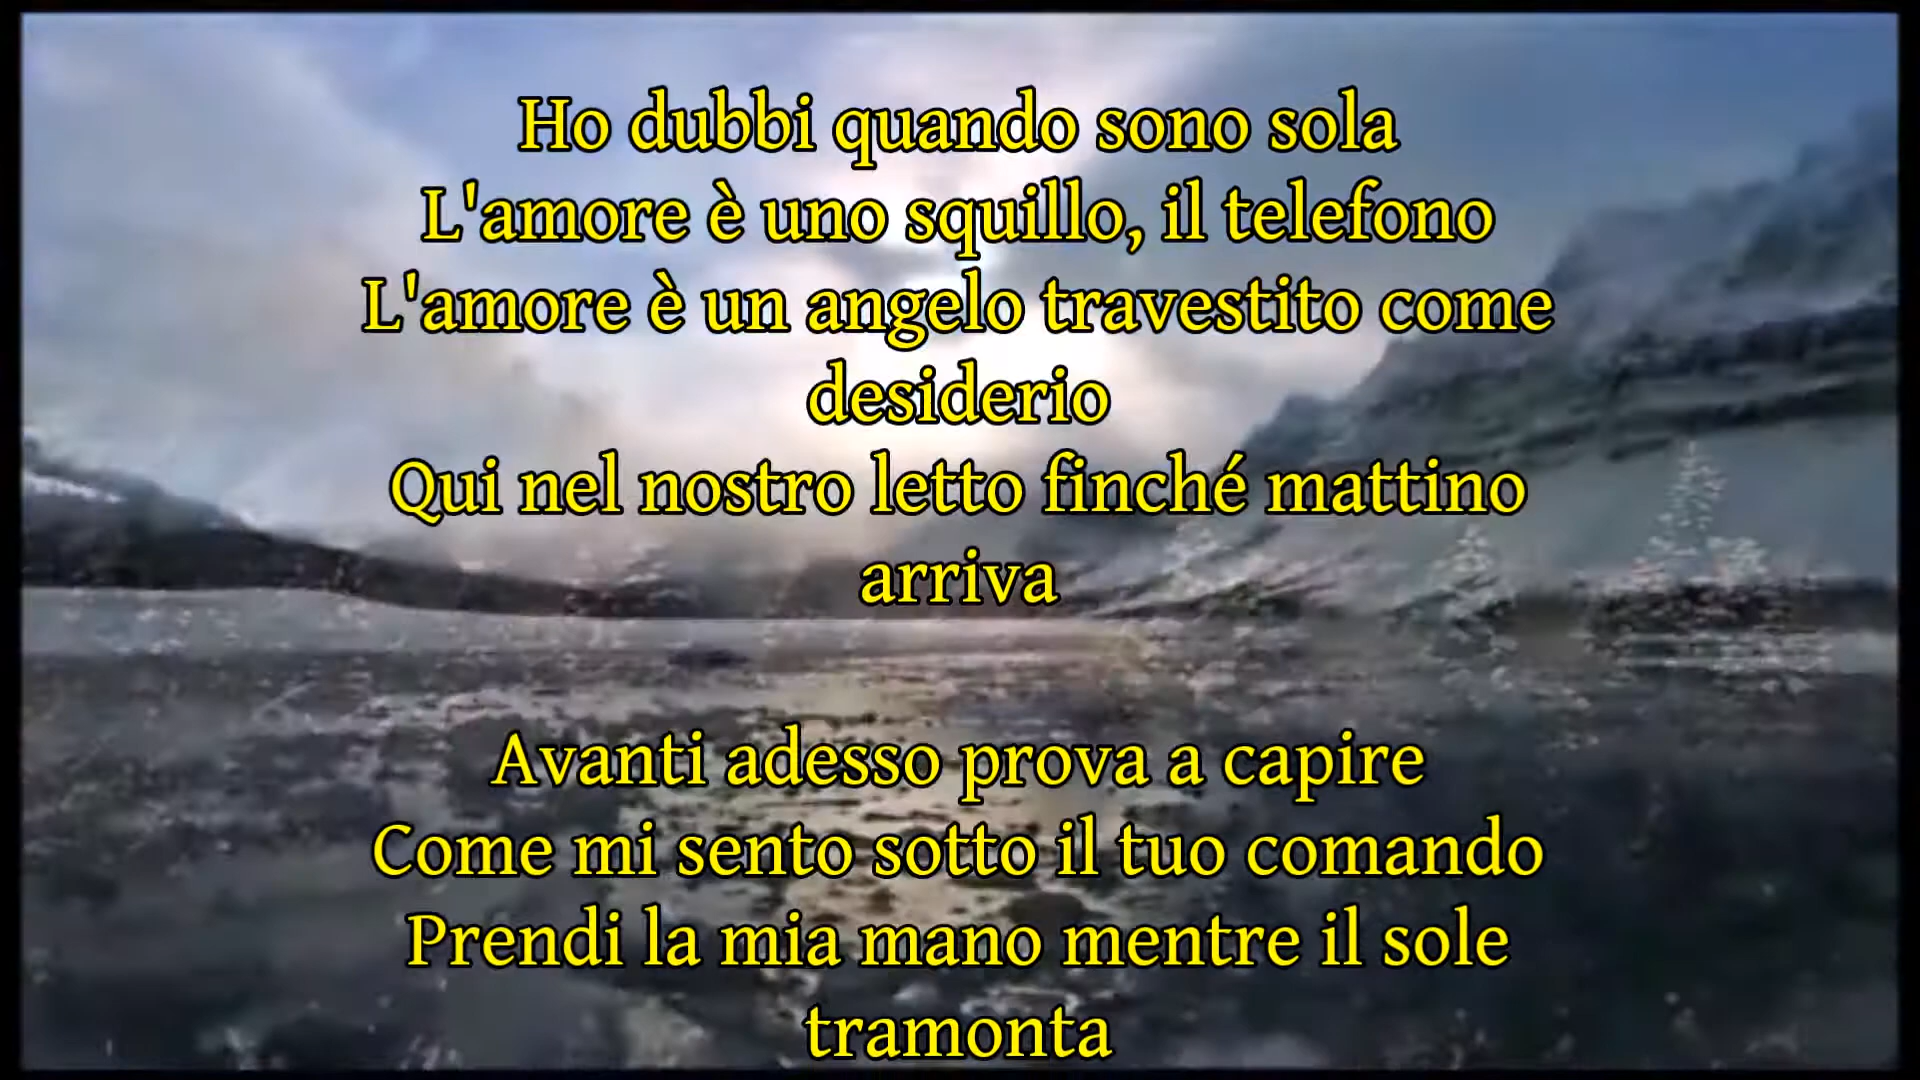 Ho dubbi quando sono sola
L'amore è uno squillo, il telefono
L'amore è un angelo travestito come
desiderio
Qui nel nostro letto finché mattino
arriva
Avanti adesso prova a capire
Come mi sento sotto il tuo comando
Prendi la mia mano mentre il sole
tramonta